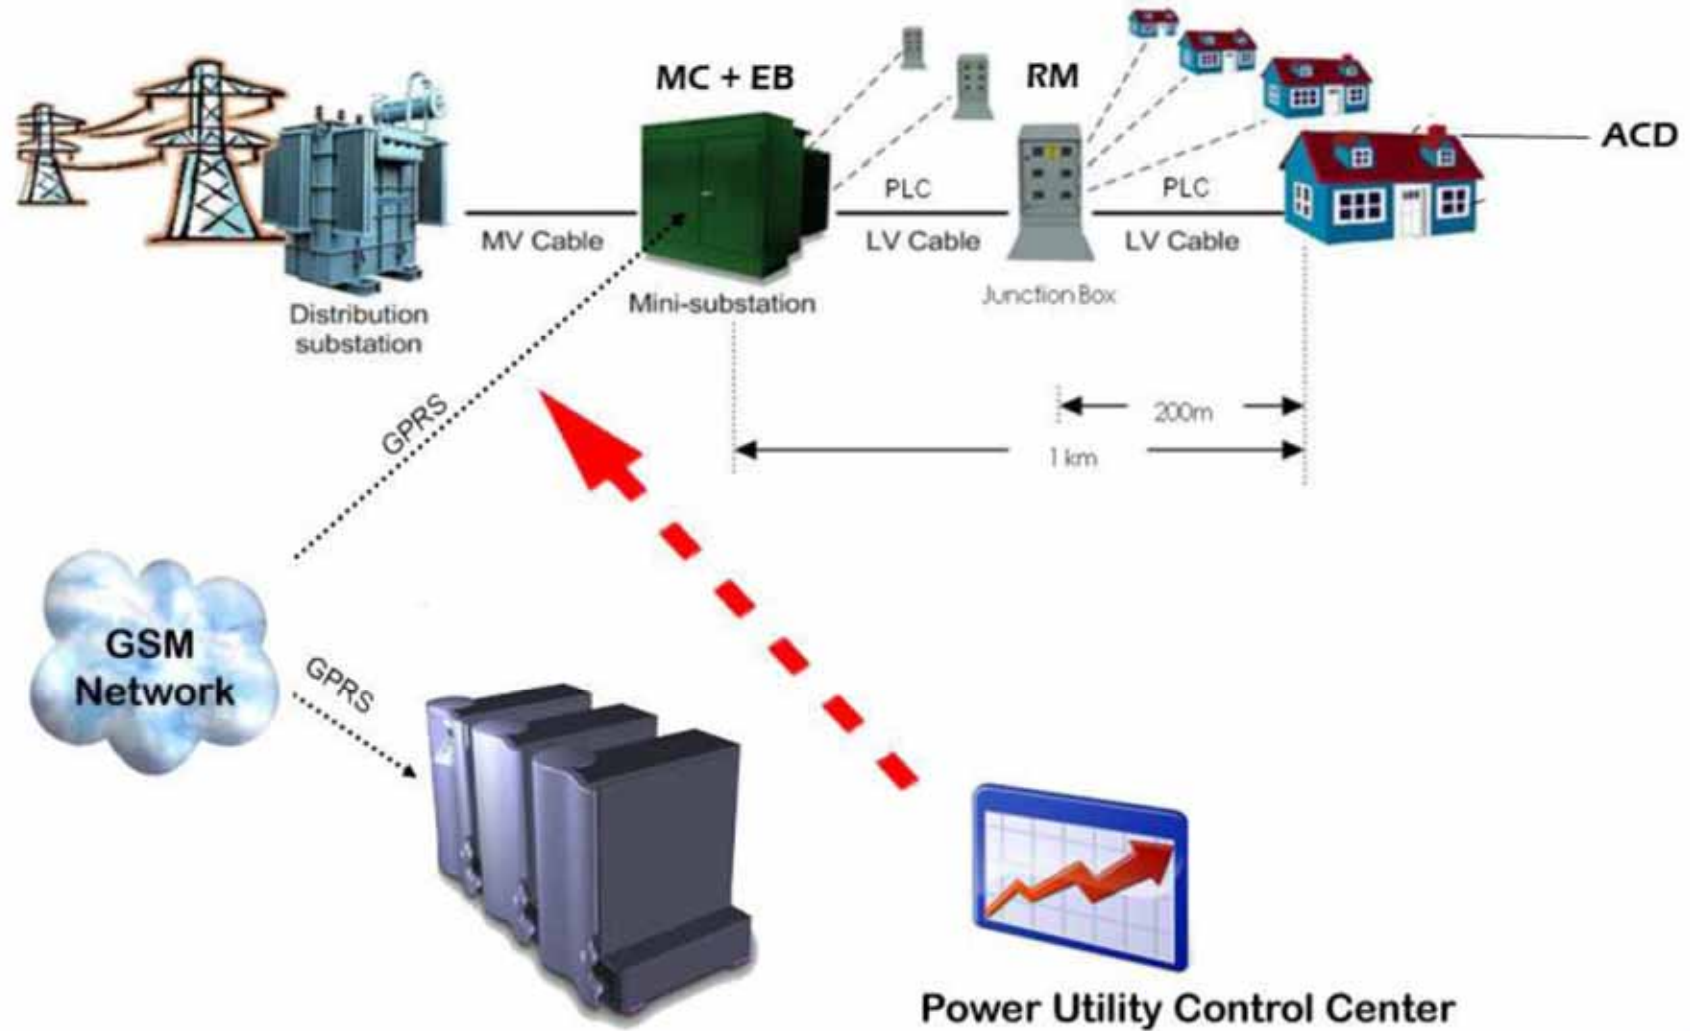 MC + EB
RM
ACD
PLC
PLC
MV Cable
LV Cable
LV Cable
Distribution
substation
Mini-substation
Junction Box
200m
1 km
GPRS
GSM
Network
GPRS
Power Utility Control Center